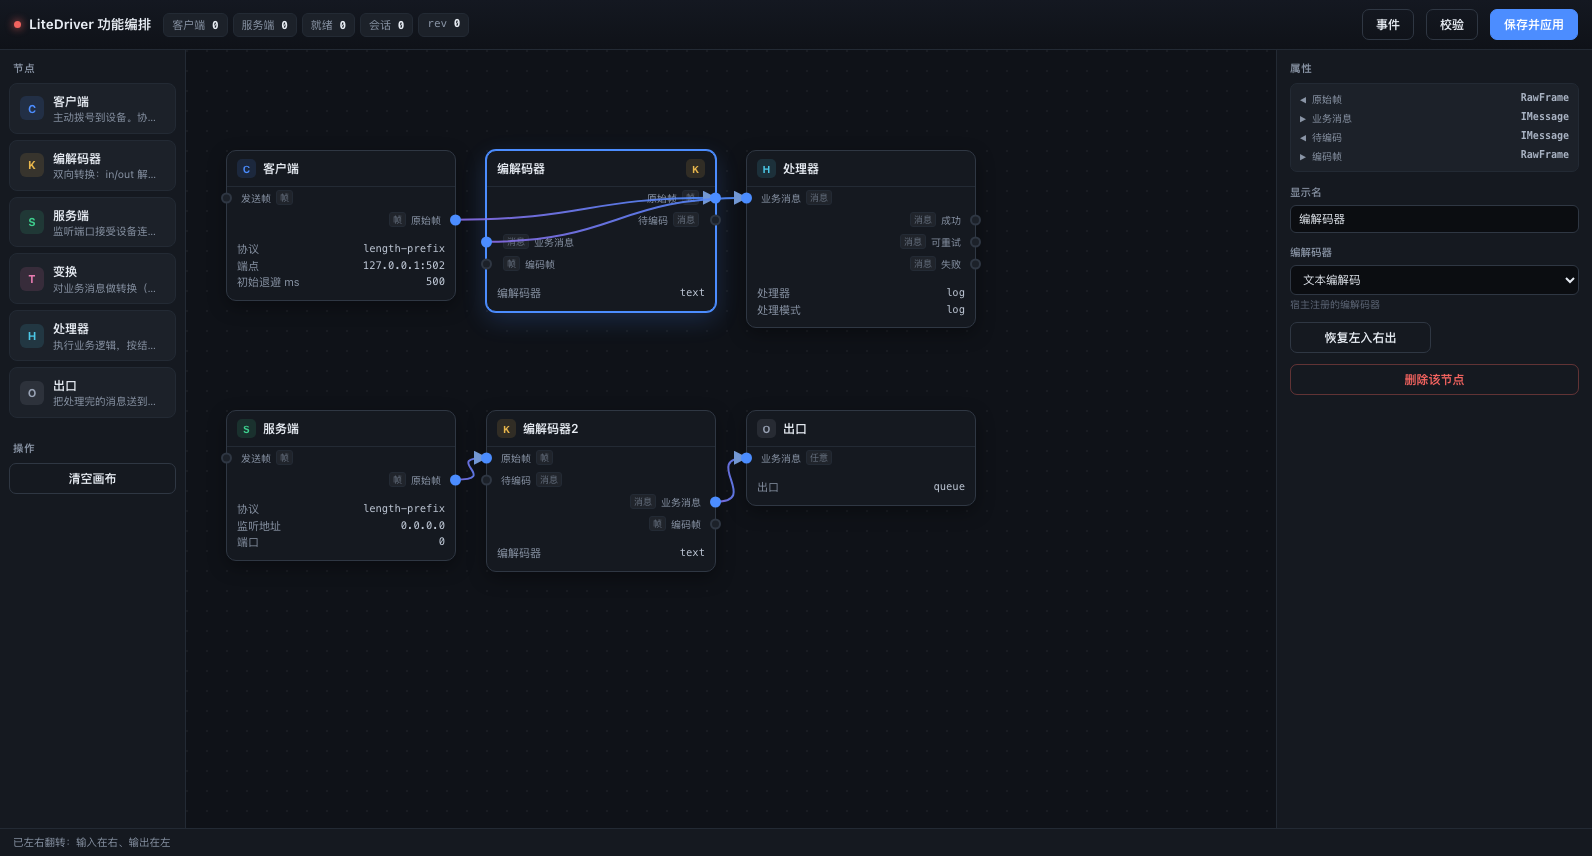 LiteDriver 功能编排
客户端 0
服务端 0
就绪 0
会话 0
rev 0
事件
校验
保存并应用
节点
C
客户端
主动拨号到设备。协...
K
编解码器
双向转换：in/out 解...
S
服务端
监听端口接受设备连...
T
变换
对业务消息做转换（...
H
处理器
执行业务逻辑，按结...
O
出口
把处理完的消息送到...
操作
清空画布
C 客户端
发送帧 帧
帧 原始帧
协议 length-prefix
端点 127.0.0.1:502
初始退避 ms 500
编解码器 K
原始帧 帧
待编码 消息
消息 业务消息
帧 编码帧
编解码器 text
H 处理器
业务消息 消息
消息 成功
消息 可重试
消息 失败
处理器 log
处理模式 log
S 服务端
发送帧 帧
帧 原始帧
协议 length-prefix
监听地址 0.0.0.0
端口 0
K 编解码器2
原始帧 帧
待编码 消息
消息 业务消息
帧 编码帧
编解码器 text
O 出口
业务消息 任意
出口 queue
属性
◀ 原始帧 RawFrame
▶ 业务消息 IMessage
◀ 待编码 IMessage
▶ 编码帧 RawFrame
显示名
编解码器
编解码器
文本编解码
宿主注册的编解码器
恢复左入右出
删除该节点
已左右翻转：输入在右、输出在左